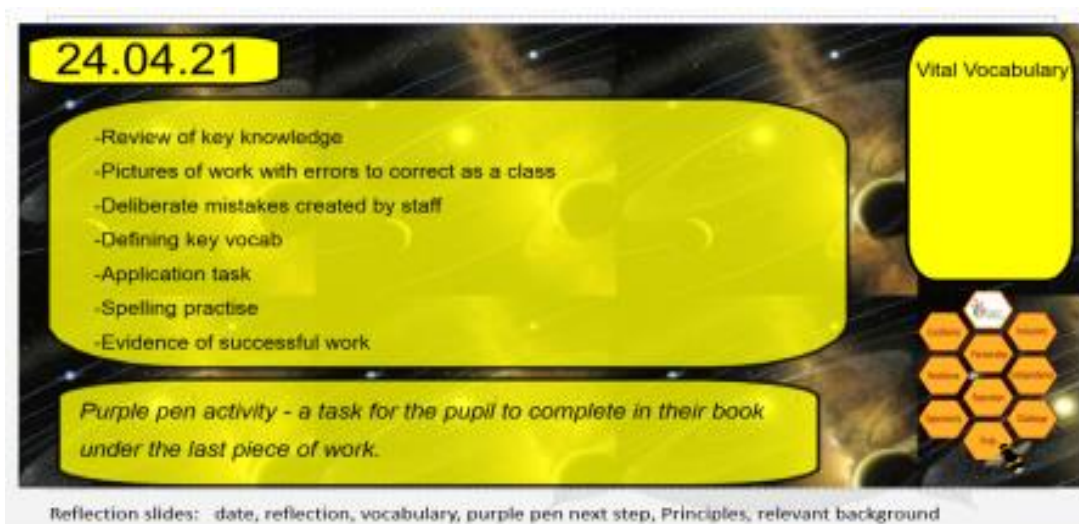 24.04.21
Vital Vocabulary
-Review of key knowledge
-Pictures of work with errors to correct as a class
-Deliberate mistakes created by staff
-Defining key vocab
-Application task
-Spelling practise
-Evidence of successful work
Purple pen activity - a task for the pupil to complete in their book
under the last piece of work.
Reflection slides: date, reflection, vocabulary, purple pen next step, Principles, relevant background